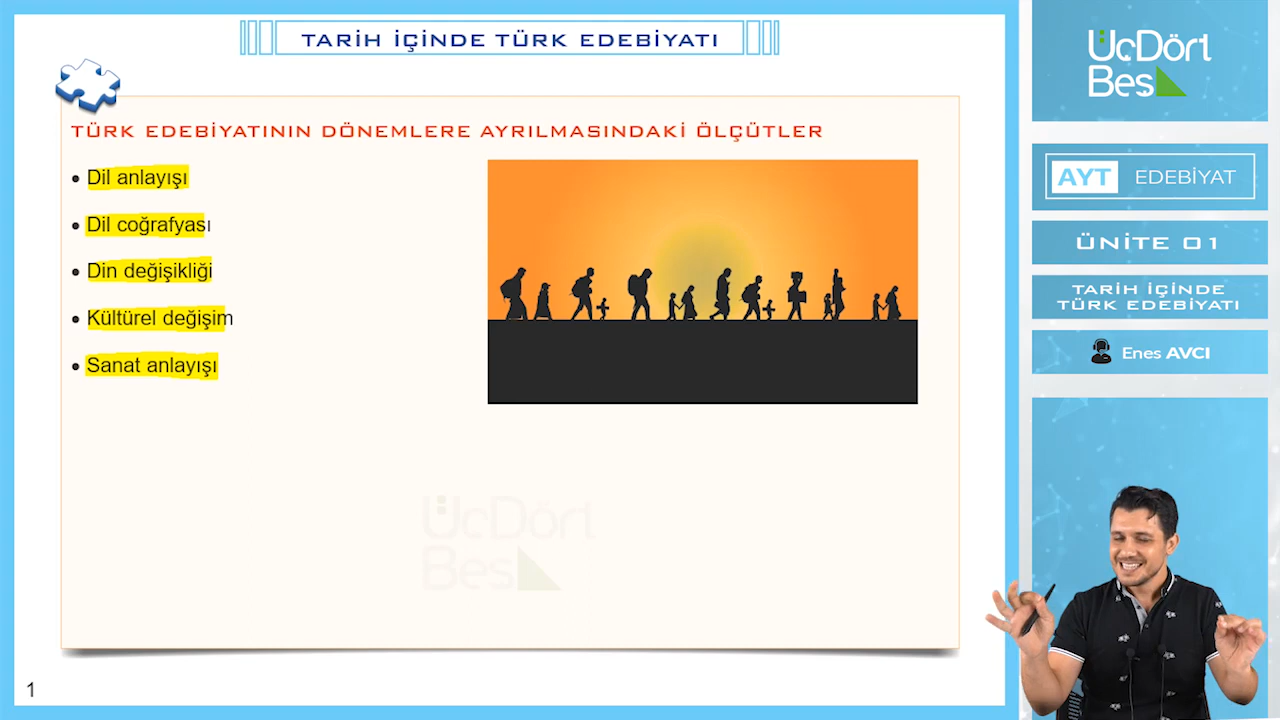 TARİH İÇİNDE TÜRK EDEBİYATI
TÜRK EDEBİYATININ DÖNEMLERE AYRILMASINDAKİ ÖLÇÜTLER
• Dil anlayışı
• Dil coğrafyası
• Din değişikliği
• Kültürel değişim
• Sanat anlayışı
ÜçDört
Beş
1
ÜçDört
Beş
AYT EDEBİYAT
ÜNİTE 01
TARİH İÇİNDE
TÜRK EDEBİYATI
Enes AVCI